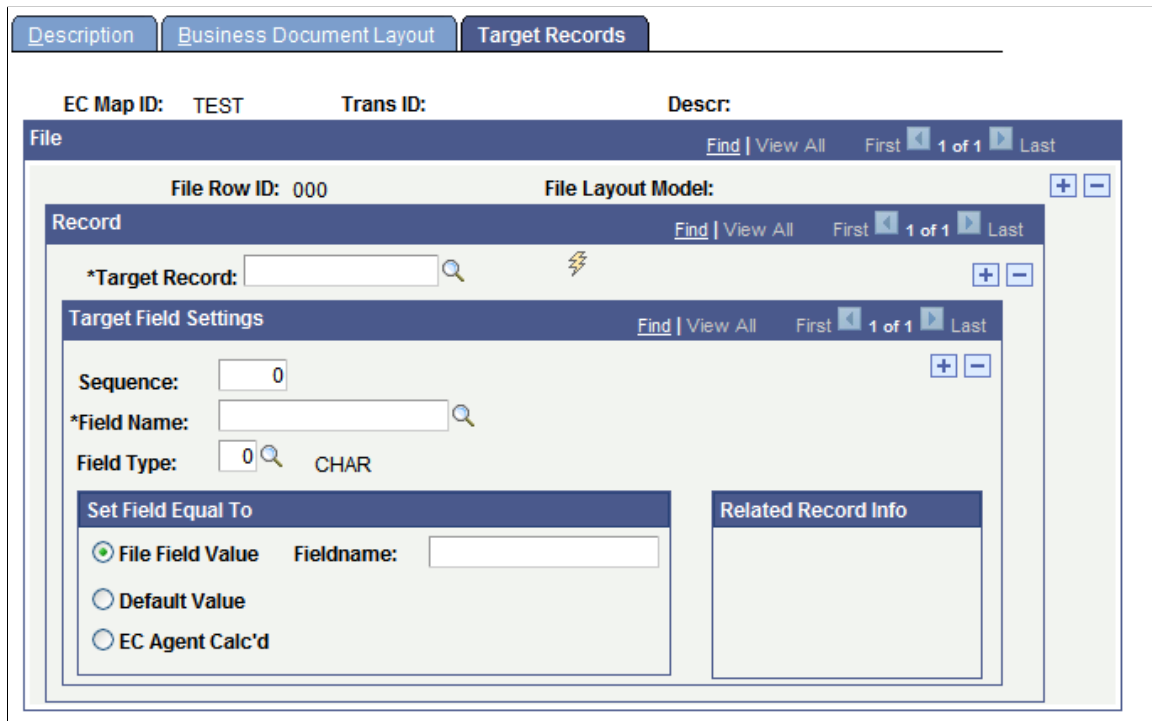 Description Business Document Layout Target Records
EC Map ID: TEST Trans ID: Descr:
File Find | View All First 1 of 1 Last
File Row ID: 000 File Layout Model:
Record Find | View All First 1 of 1 Last
*Target Record:
Target Field Settings Find | View All First 1 of 1 Last
Sequence: 0
*Field Name:
Field Type: 0 CHAR
Set Field Equal To Related Record Info
File Field Value Fieldname:
Default Value
EC Agent Calc'd